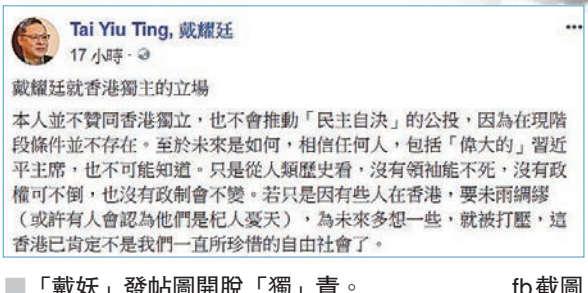 Tai Yiu Ting, 戴耀廷
17 小時 ·
戴耀廷就香港獨主的立場
本人並不贊同香港獨立，也不會推動「民主自決」的公投，因為在現階
段條件並不存在。至於未來是如何，相信任何人，包括「偉大的」習近
平主席，也不可能知道。只是從人類歷史看，沒有領袖能不死，沒有政
權可不倒，也沒有政制會不變。若只是因有些人在香港，要未雨綢繆
（或許有人會認為他們是杞人憂天），為未來多想一些，就被打壓，這
香港已肯定不是我們一直所珍惜的自由社會了。
■「戴妖」發帖圖開脫「獨」責。 fb截圖